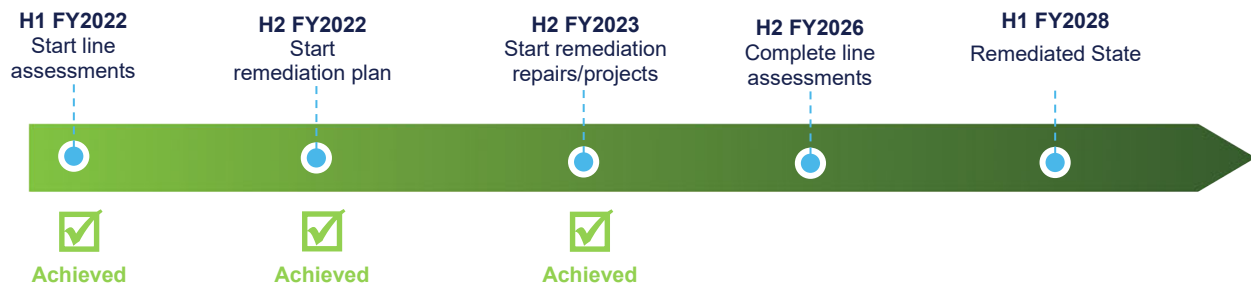 H1 FY2022
Start line
assessments
H2 FY2022
Start
remediation plan
H2 FY2023
Start remediation
repairs/projects
H2 FY2026
Complete line
assessments
H1 FY2028
Remediated State
Achieved
Achieved
Achieved